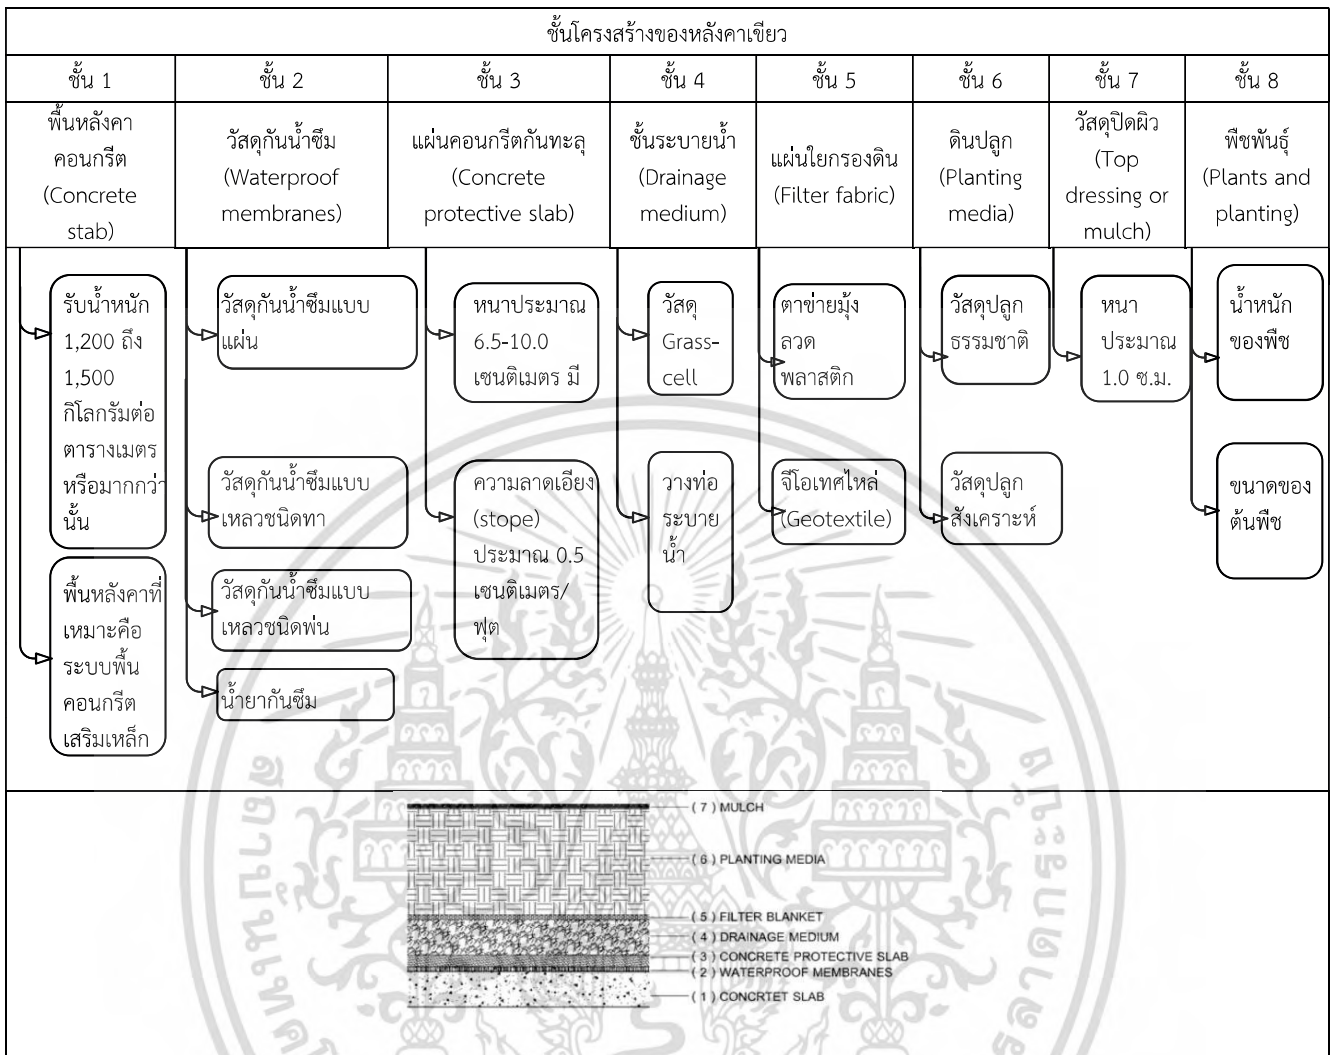 ชั้นโครงสร้างของหลังคาเขียว
ชั้น 1
ชั้น 2
ชั้น 3
ชั้น 4
ชั้น 5
ชั้น 6
ชั้น 7
ชั้น 8
พื้นหลังคา
คอนกรีต
(Concrete
stab)
วัสดุกันน้ำซึม
(Waterproof
membranes)
แผ่นคอนกรีตกันทะลุ
(Concrete
protective slab)
ชั้นระบายน้ำ
(Drainage
medium)
แผ่นใยกรองดิน
(Filter fabric)
ดินปลูก
(Planting
media)
วัสดุปิดผิว
(Top
dressing or
mulch)
พืชพันธุ์
(Plants and
planting)
รับน้ำหนัก
1,200 ถึง
1,500
กิโลกรัมต่อ
ตารางเมตร
หรือมากกว่า
นั้น
พื้นหลังคาที่
เหมาะคือ
ระบบพื้น
คอนกรีต
เสริมเหล็ก
วัสดุกันน้ำซึมแบบ
แผ่น
วัสดุกันน้ำซึมแบบ
เหลวชนิดทา
วัสดุกันน้ำซึมแบบ
เหลวชนิดพ่น
น้ำยากันซึม
หนาประมาณ
6.5-10.0
เซนติเมตร มี
ความลาดเอียง
(stope)
ประมาณ 0.5
เซนติเมตร/
ฟุต
วัสดุ
Grass-
cell
วางท่อ
ระบาย
น้ำ
ตาข่ายมุ้ง
ลวด
พลาสติก
จีโอเทคไหล่
(Geotextile)
วัสดุปลูก
ธรรมชาติ
วัสดุปลูก
สังเคราะห์
หนา
ประมาณ
1.0 ซ.ม.
น้ำหนัก
ของพืช
ขนาดของ
ต้นพืช
( 7 ) MULCH
( 6 ) PLANTING MEDIA
( 5 ) FILTER BLANKET
( 4 ) DRAINAGE MEDIUM
( 3 ) CONCRETE PROTECTIVE SLAB
( 2 ) WATERPROOF MEMBRANES
( 1 ) CONCRTET SLAB